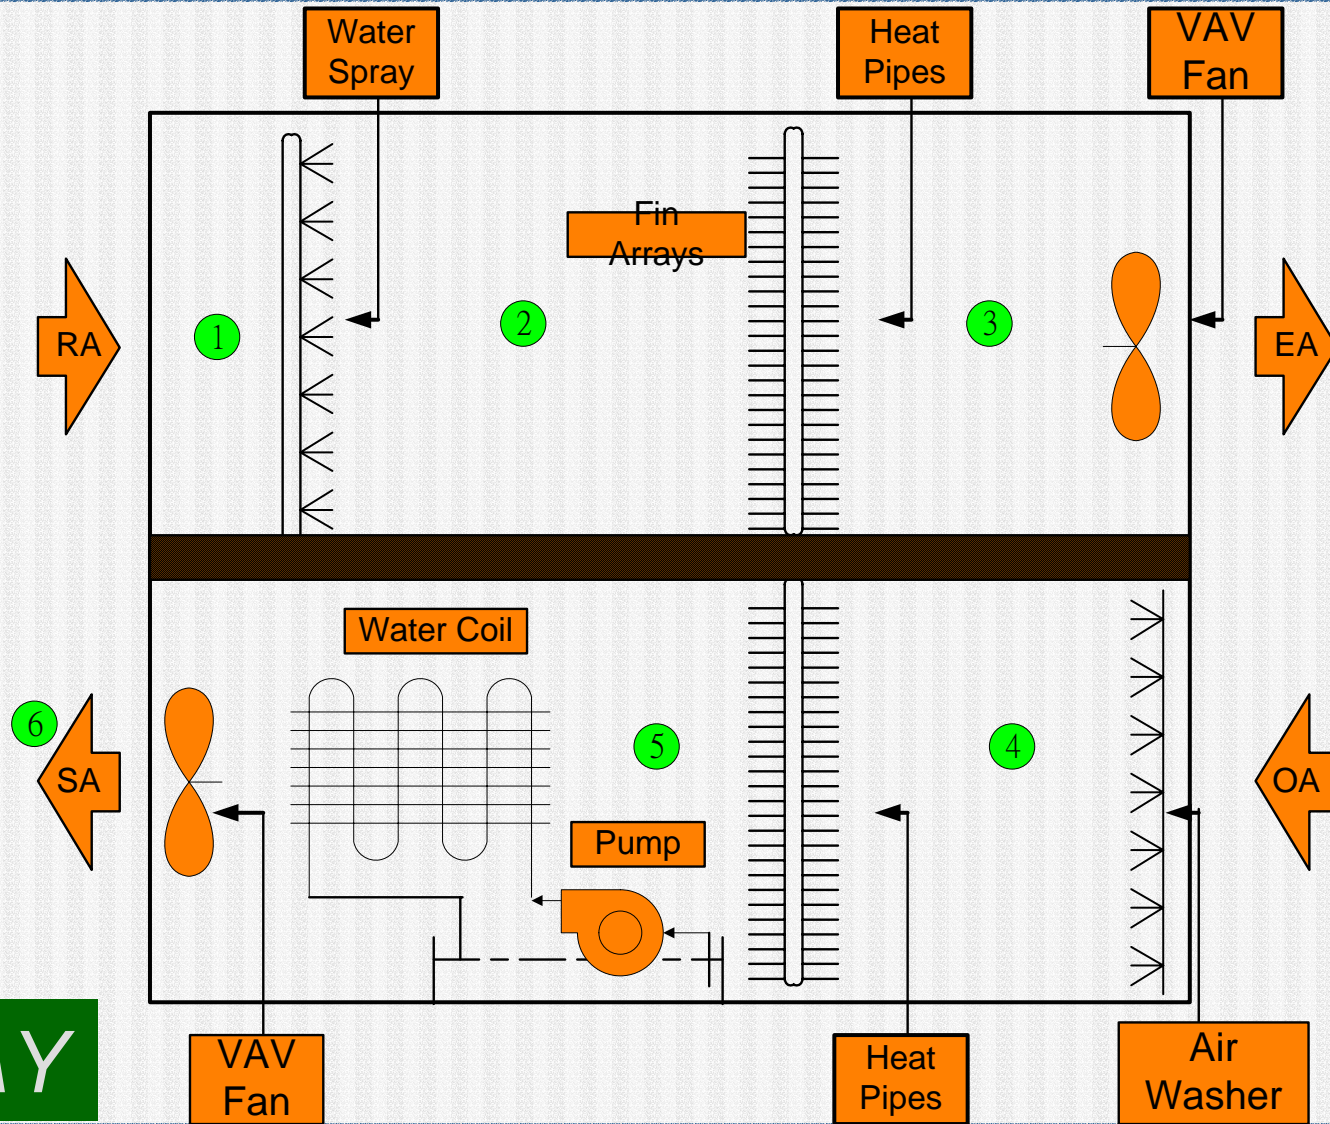 Water
Spray
Heat
Pipes
VAV
Fan
Fin
Arrays
RA
1
2
3
EA
Water Coil
6
SA
5
4
OA
Pump
AY
VAV
Fan
Heat
Pipes
Air
Washer